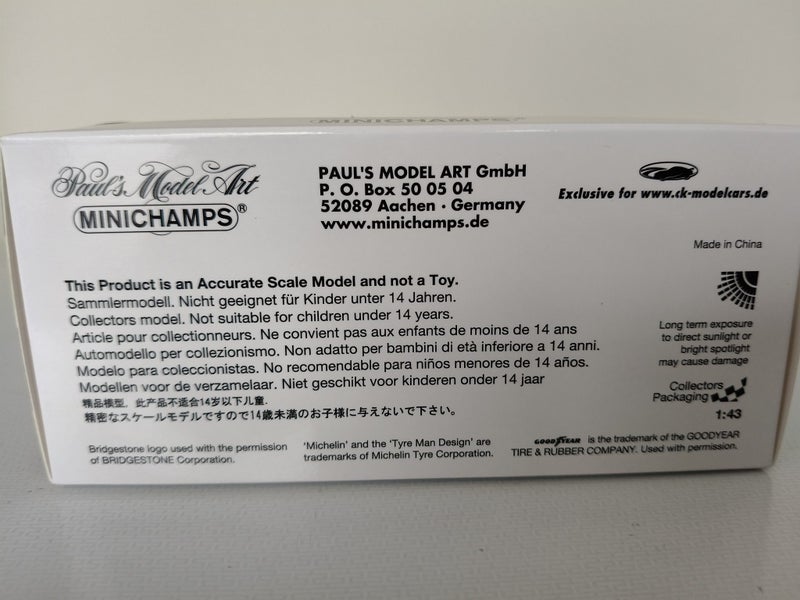 MINICHAMPS®
Paul's Model Art
MINICHAMPS®
PAUL'S MODEL ART GmbH
P. O. Box 50 05 04
52089 Aachen · Germany
www.minichamps.de
Exclusive for www.ck-modelcars.de
Made in China
This Product is an Accurate Scale Model and not a Toy.
Sammlermodell. Nicht geeignet für Kinder unter 14 Jahren.
Collectors model. Not suitable for children under 14 years.
Article pour collectionneurs. Ne convient pas aux enfants de moins de 14 ans
Automodello per collezionismo. Non adatto per bambini di età inferiore a 14 anni.
Modelo para coleccionistas. No recomendable para niños menores de 14 años.
Modellen voor de verzamelaar. Niet geschikt voor kinderen onder 14 jaar
精品模型，此产品不适合14岁以下儿童.
精密なスケールモデルですので14歳未満のお子様に与えないで下さい。
Long term exposure
to direct sunlight or
bright spotlight
may cause damage
Collectors
Packaging
1:43
Bridgestone logo used with the permission
of BRIDGESTONE Corporation.
'Michelin' and the 'Tyre Man Design' are
trademarks of Michelin Tyre Corporation.
GOODYEAR is the trademark of the GOODYEAR
TIRE & RUBBER COMPANY. Used with permission.